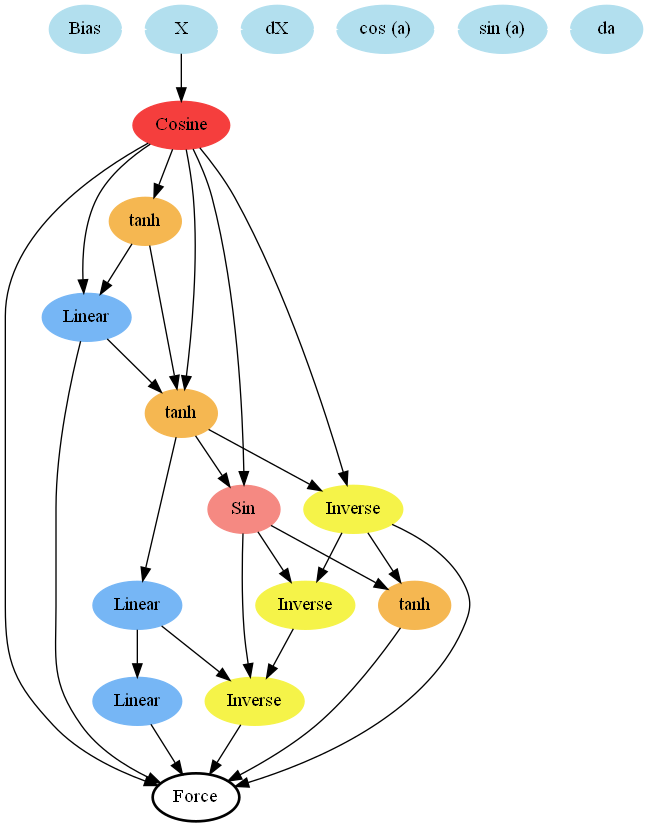 Bias X dX cos (a) sin (a) da
Cosine
tanh
Linear
tanh
Sin Inverse
Linear Inverse tanh
Linear Inverse
Force